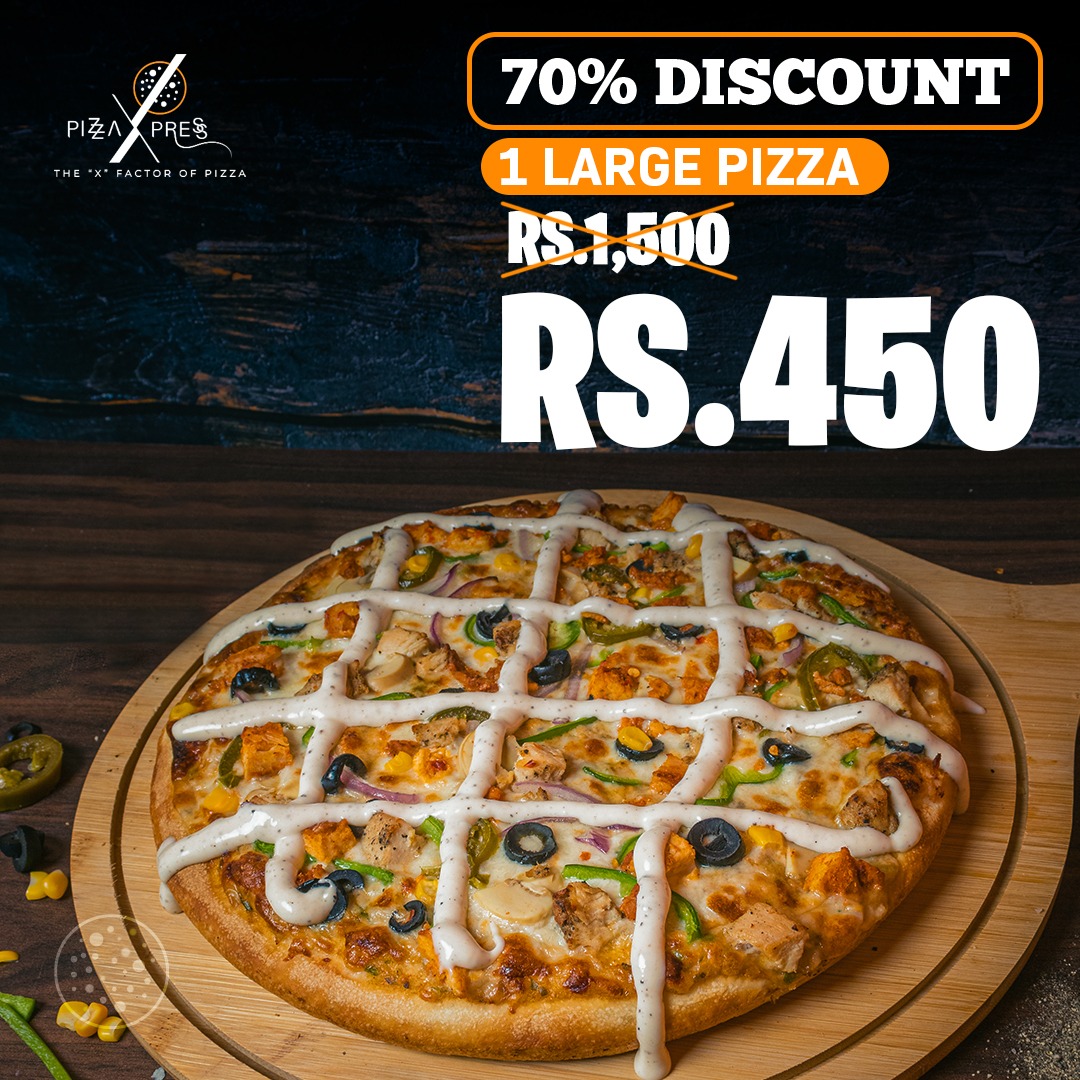 PIZZA XPRESS
THE "X" FACTOR OF PIZZA
70% DISCOUNT
1 LARGE PIZZA
RS.1,500
RS.450